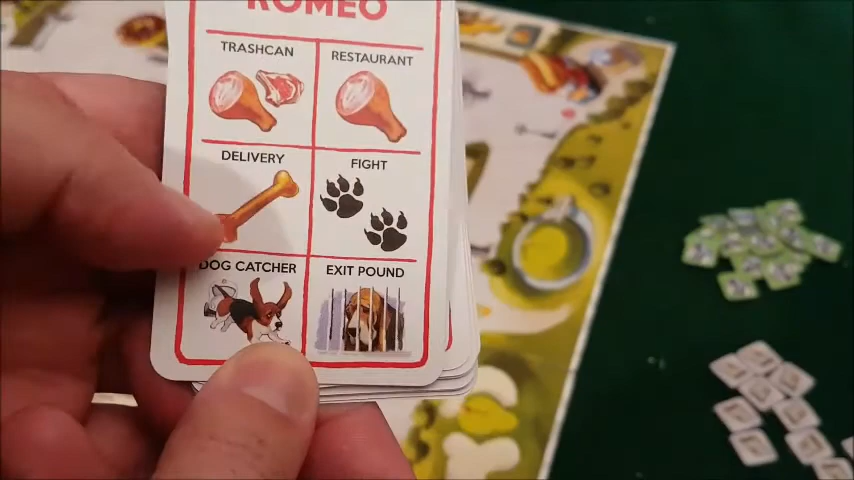 ROMEO
TRASHCAN
RESTAURANT
DELIVERY
FIGHT
DOG CATCHER
EXIT POUND